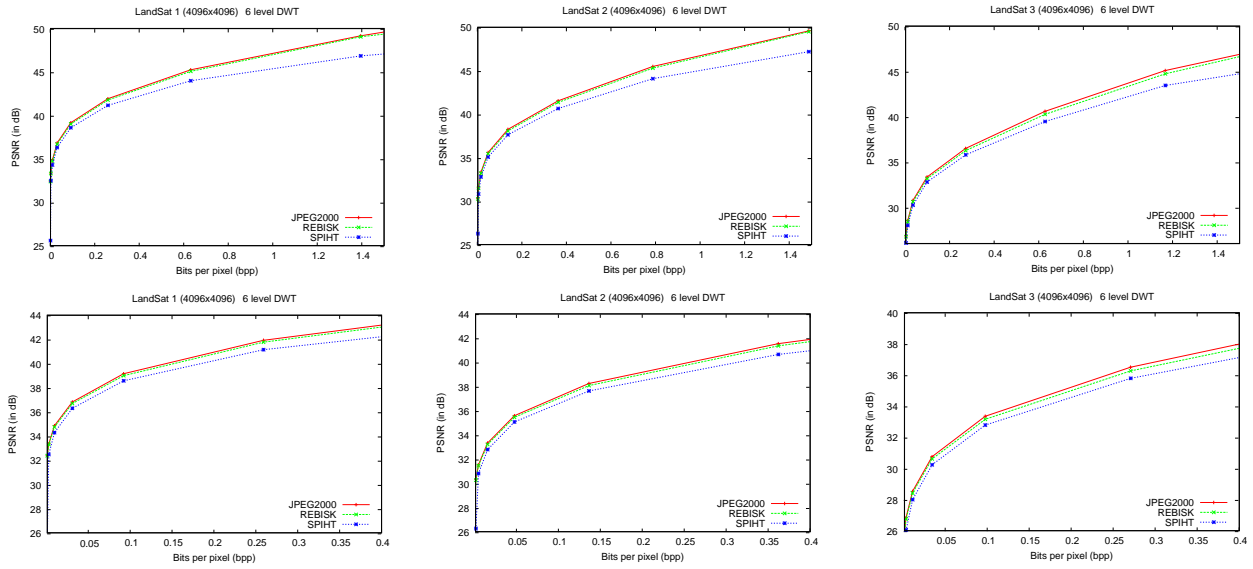 LandSat 1 (4096x4096) 6 level DWT
50
45
40
35
30
25
PSNR (in dB)
JPEG2000
REBISK
SPIHT
0 0.2 0.4 0.6 0.8 1 1.2 1.4
Bits per pixel (bpp)
LandSat 2 (4096x4096) 6 level DWT
50
45
40
35
30
25
PSNR (in dB)
JPEG2000
REBISK
SPIHT
0 0.2 0.4 0.6 0.8 1 1.2 1.4
Bits per pixel (bpp)
LandSat 3 (4096x4096) 6 level DWT
50
45
40
35
30
PSNR (in dB)
JPEG2000
REBISK
SPIHT
0 0.2 0.4 0.6 0.8 1 1.2 1.4
Bits per pixel (bpp)
LandSat 1 (4096x4096) 6 level DWT
44
42
40
38
36
34
32
30
28
26
PSNR (in dB)
JPEG2000
REBISK
SPIHT
0.05 0.1 0.15 0.2 0.25 0.3 0.35 0.4
Bits per pixel (bpp)
LandSat 2 (4096x4096) 6 level DWT
44
42
40
38
36
34
32
30
28
26
PSNR (in dB)
JPEG2000
REBISK
SPIHT
0.05 0.1 0.15 0.2 0.25 0.3 0.35 0.4
Bits per pixel (bpp)
LandSat 3 (4096x4096) 6 level DWT
40
38
36
34
32
30
28
26
PSNR (in dB)
JPEG2000
REBISK
SPIHT
0.05 0.1 0.15 0.2 0.25 0.3 0.35 0.4
Bits per pixel (bpp)